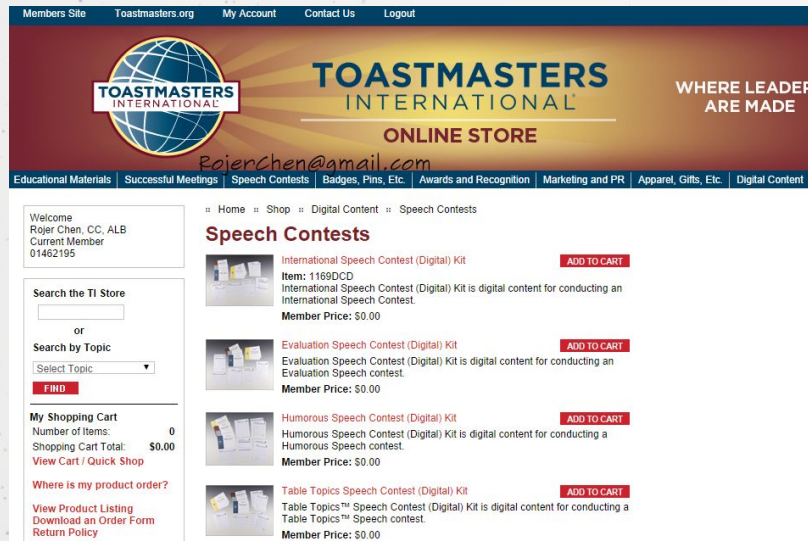 Members Site Toastmasters.org My Account Contact Us Logout
TOASTMASTERS
INTERNATIONAL
TOASTMASTERS
INTERNATIONAL
ONLINE STORE
WHERE LEADER
ARE MADE
RojerChen@gmail.com
Educational Materials Successful Meetings Speech Contests Badges, Pins, Etc. Awards and Recognition Marketing and PR Apparel, Gifts, Etc. Digital Content
Welcome
Rojer Chen, CC, ALB
Current Member
01462195
Search the TI Store
or
Search by Topic
Select Topic
FIND
My Shopping Cart
Number of Items: 0
Shopping Cart Total: $0.00
View Cart / Quick Shop
Where is my product order?
View Product Listing
Download an Order Form
Return Policy
Home Shop Digital Content Speech Contests
Speech Contests
International Speech Contest (Digital) Kit ADD TO CART
Item: 1169DCD
International Speech Contest (Digital) Kit is digital content for conducting an
International Speech Contest.
Member Price: $0.00
Evaluation Speech Contest (Digital) Kit ADD TO CART
Evaluation Speech Contest (Digital) Kit is digital content for conducting an
Evaluation Speech contest.
Member Price: $0.00
Humorous Speech Contest (Digital) Kit ADD TO CART
Humorous Speech Contest (Digital) Kit is digital content for conducting a
Humorous Speech contest.
Member Price: $0.00
Table Topics Speech Contest (Digital) Kit ADD TO CART
Table Topics™ Speech Contest (Digital) Kit is digital content for conducting a
Table Topics™ Speech contest.
Member Price: $0.00